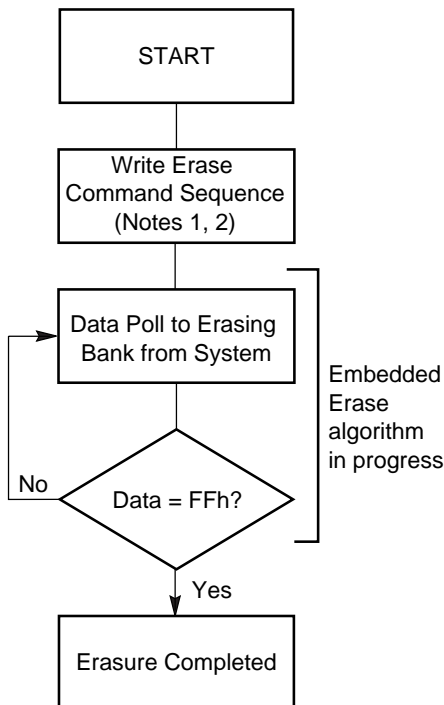 START
Write Erase
Command Sequence
(Notes 1, 2)
Data Poll to Erasing
Bank from System
Embedded
Erase
algorithm
in progress
No
Data = FFh?
Yes
Erasure Completed